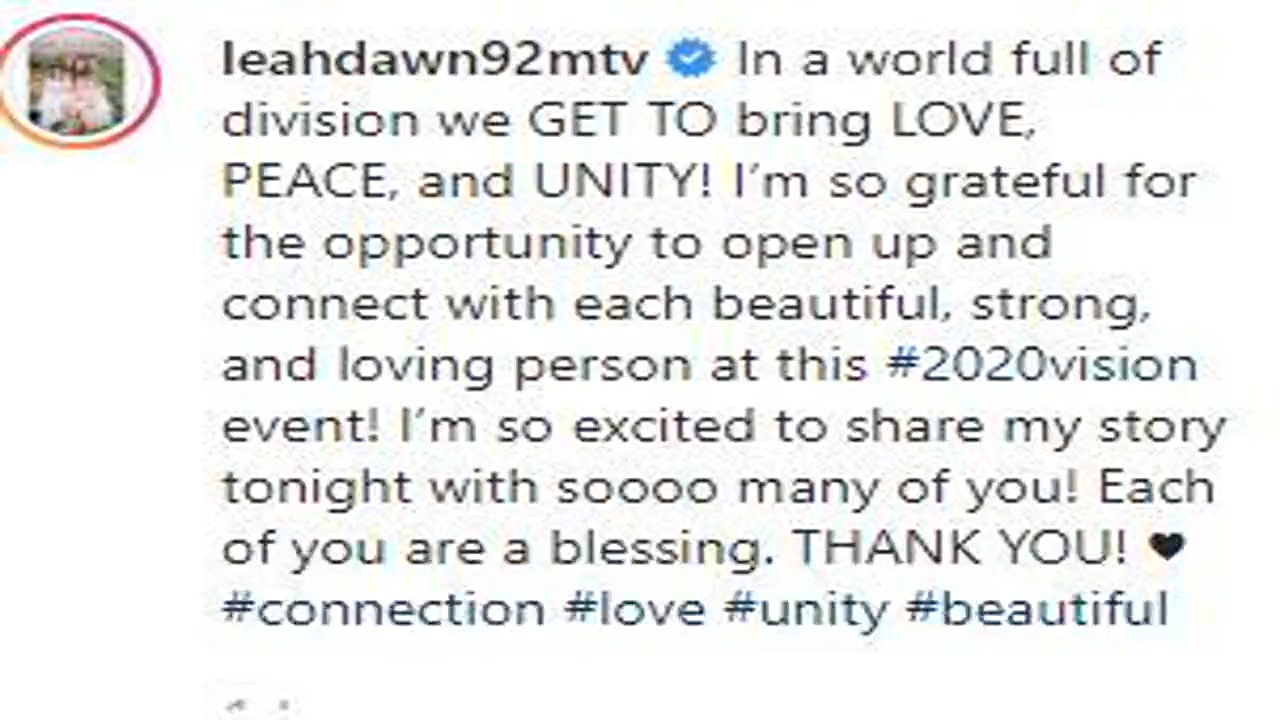 leahdawn92mtv In a world full of
division we GET TO bring LOVE,
PEACE, and UNITY! I’m so grateful for
the opportunity to open up and
connect with each beautiful, strong,
and loving person at this #2020vision
event! I’m so excited to share my story
tonight with soooo many of you! Each
of you are a blessing. THANK YOU! 🖤
#connection #love #unity #beautiful